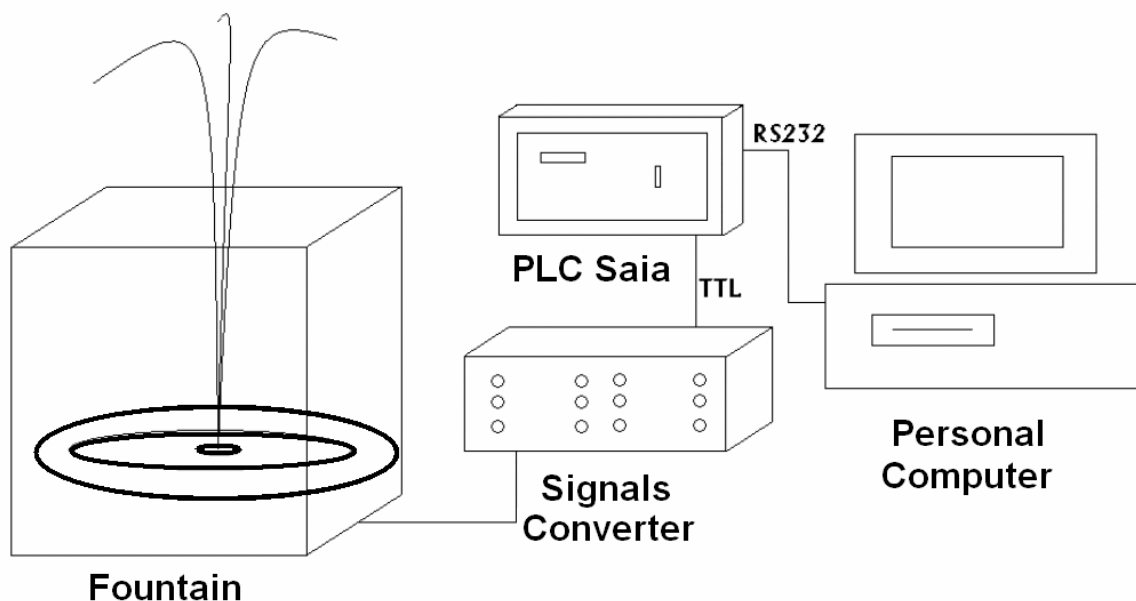 RS232
PLC Saia
TTL
Personal
Computer
Signals
Converter
Fountain